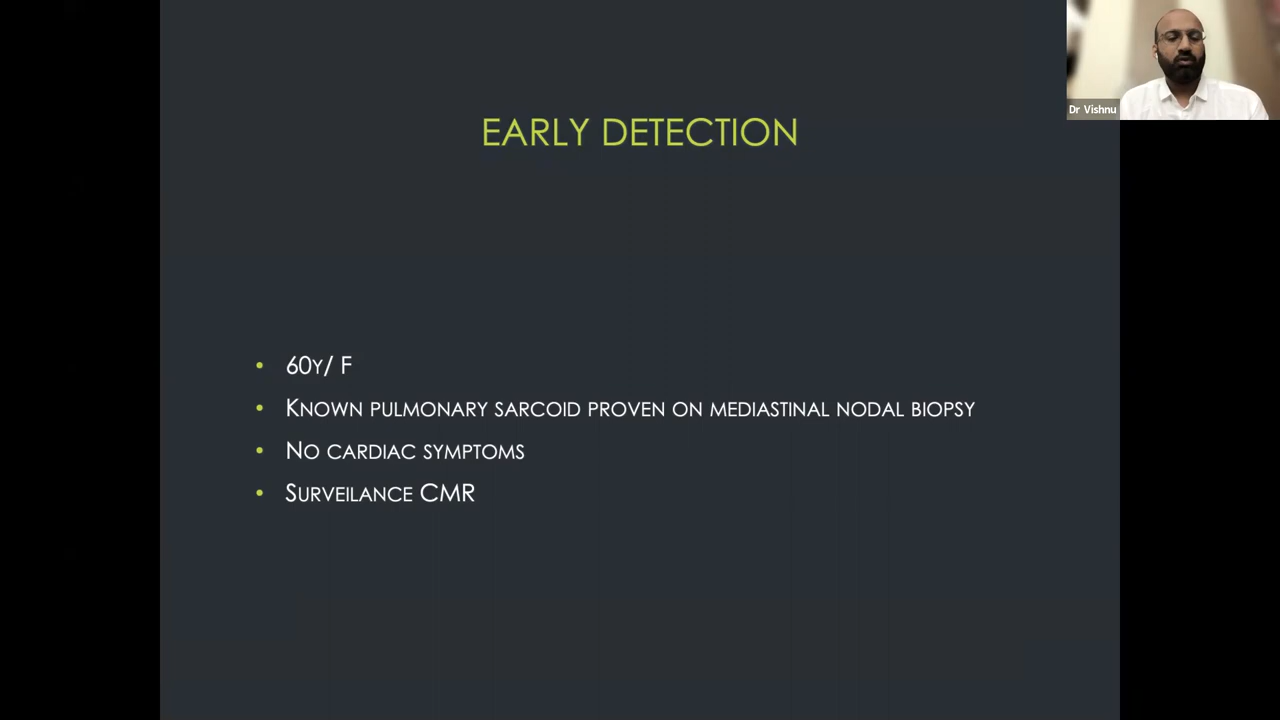 Dr Vishnu
EARLY DETECTION
• 60Y/ F
• KNOWN PULMONARY SARCOID PROVEN ON MEDIASTINAL NODAL BIOPSY
• NO CARDIAC SYMPTOMS
• SURVEILANCE CMR